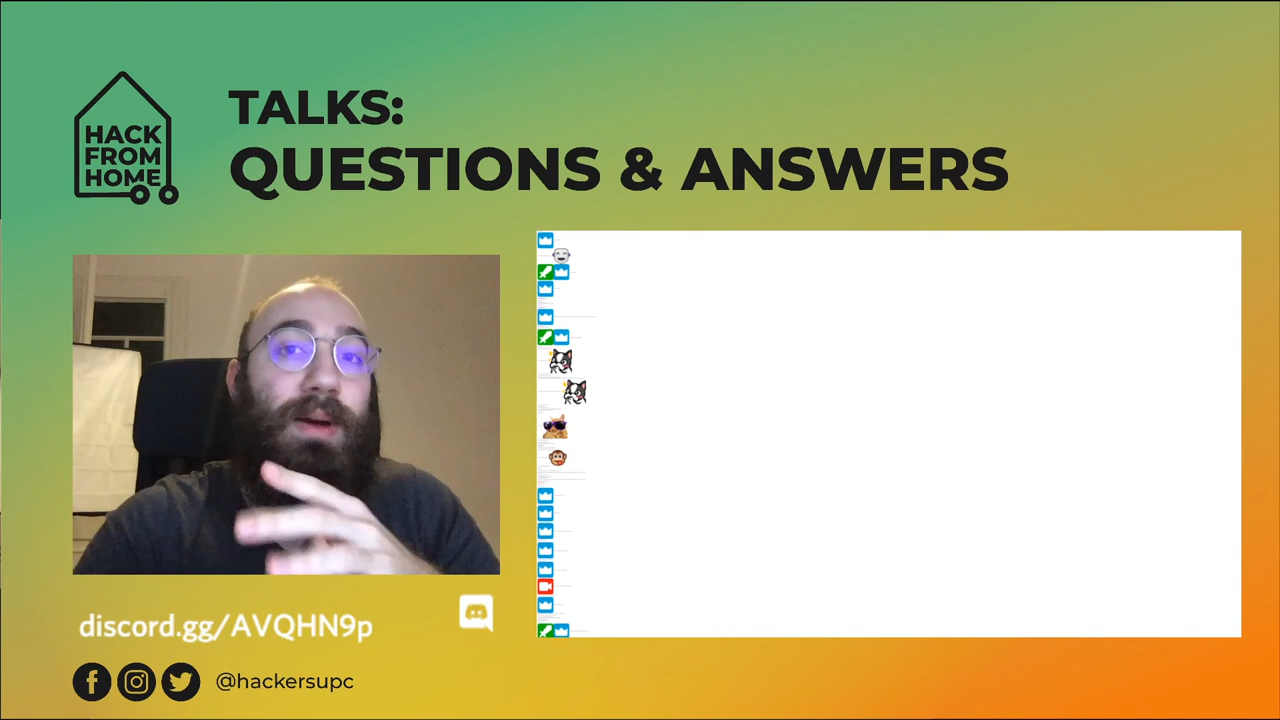 HACK
FROM
HOME
TALKS:
QUESTIONS & ANSWERS
discord.gg/AVQHN9p
@hackersupc